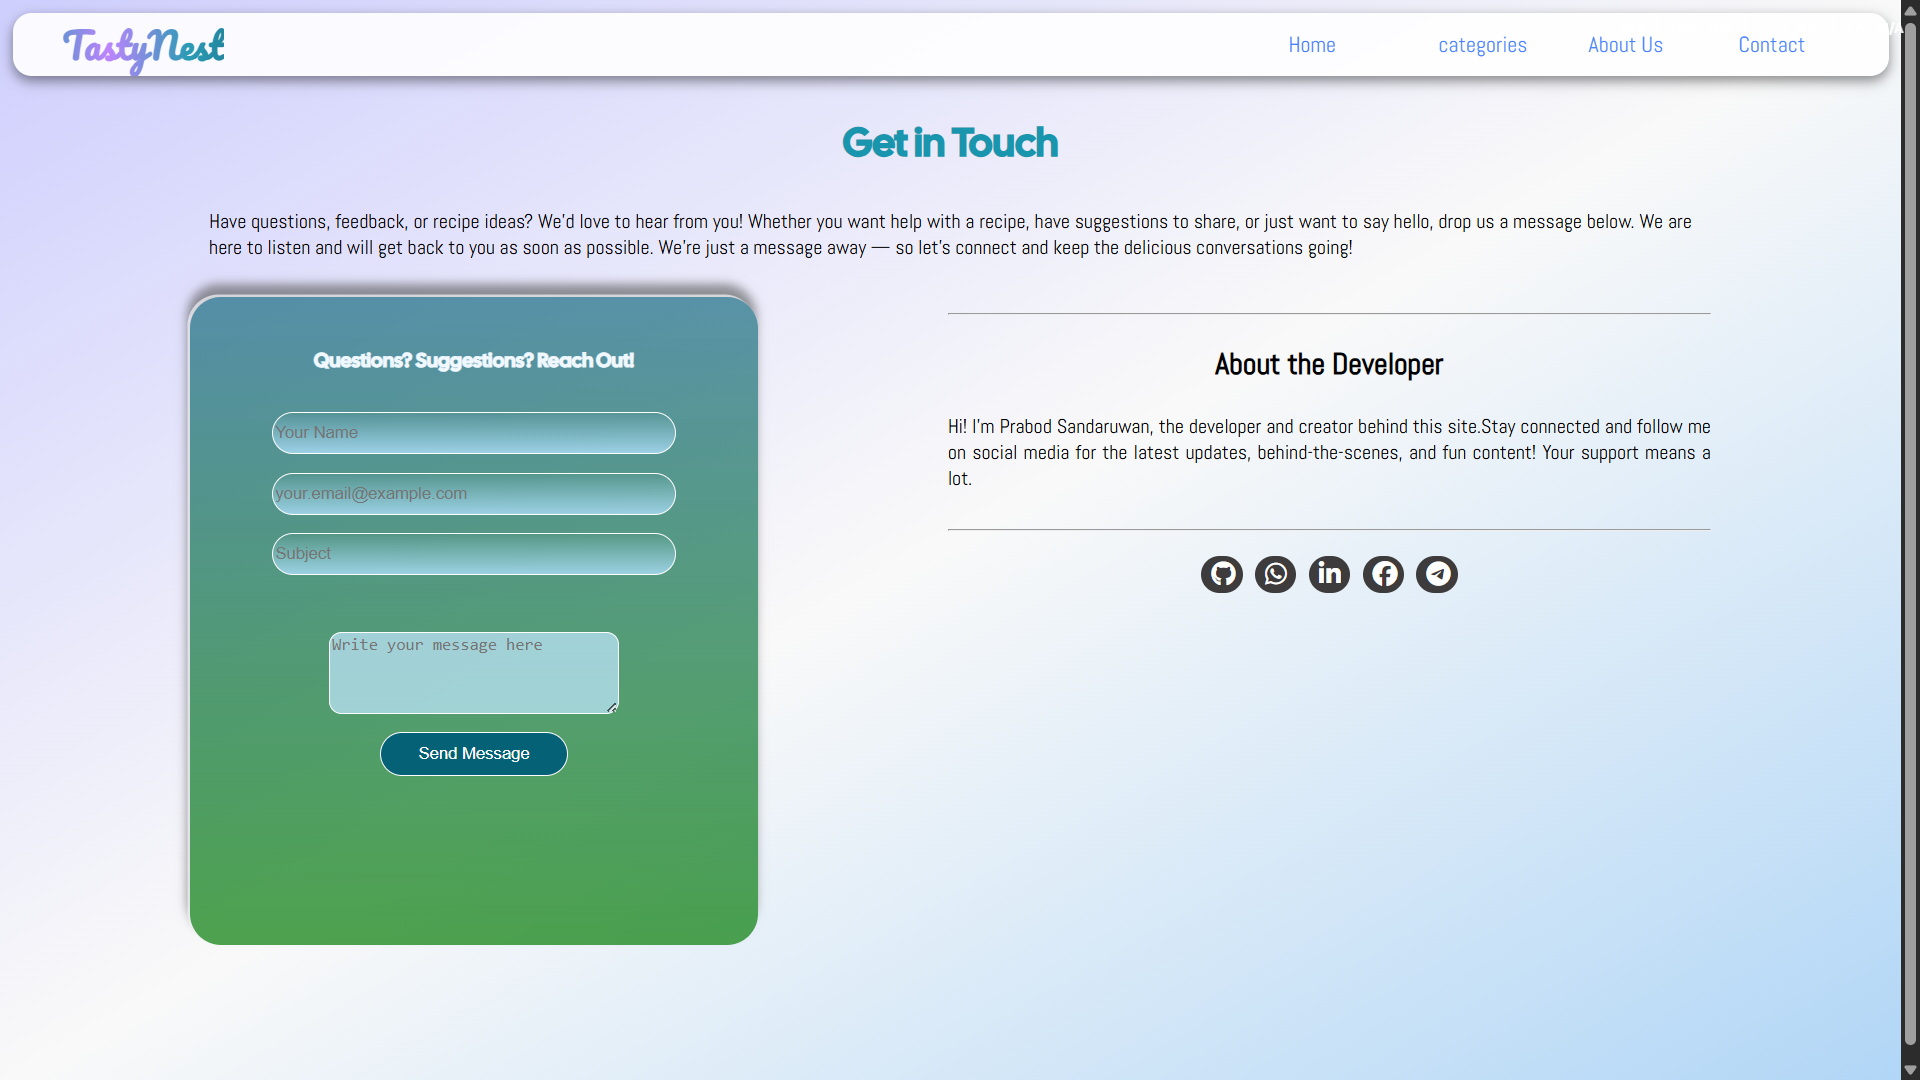 TastyNest
Home
categories
About Us
Contact
Get in Touch
Have questions, feedback, or recipe ideas? We'd love to hear from you! Whether you want help with a recipe, have suggestions to share, or just want to say hello, drop us a message below. We are
here to listen and will get back to you as soon as possible. We're just a message away — so let's connect and keep the delicious conversations going!
Questions? Suggestions? Reach Out!
Your Name
your.email@example.com
Subject
Write your message here
Send Message
About the Developer
Hi! I'm Prabod Sandaruwan, the developer and creator behind this site.Stay connected and follow me
on social media for the latest updates, behind-the-scenes, and fun content! Your support means a
lot.